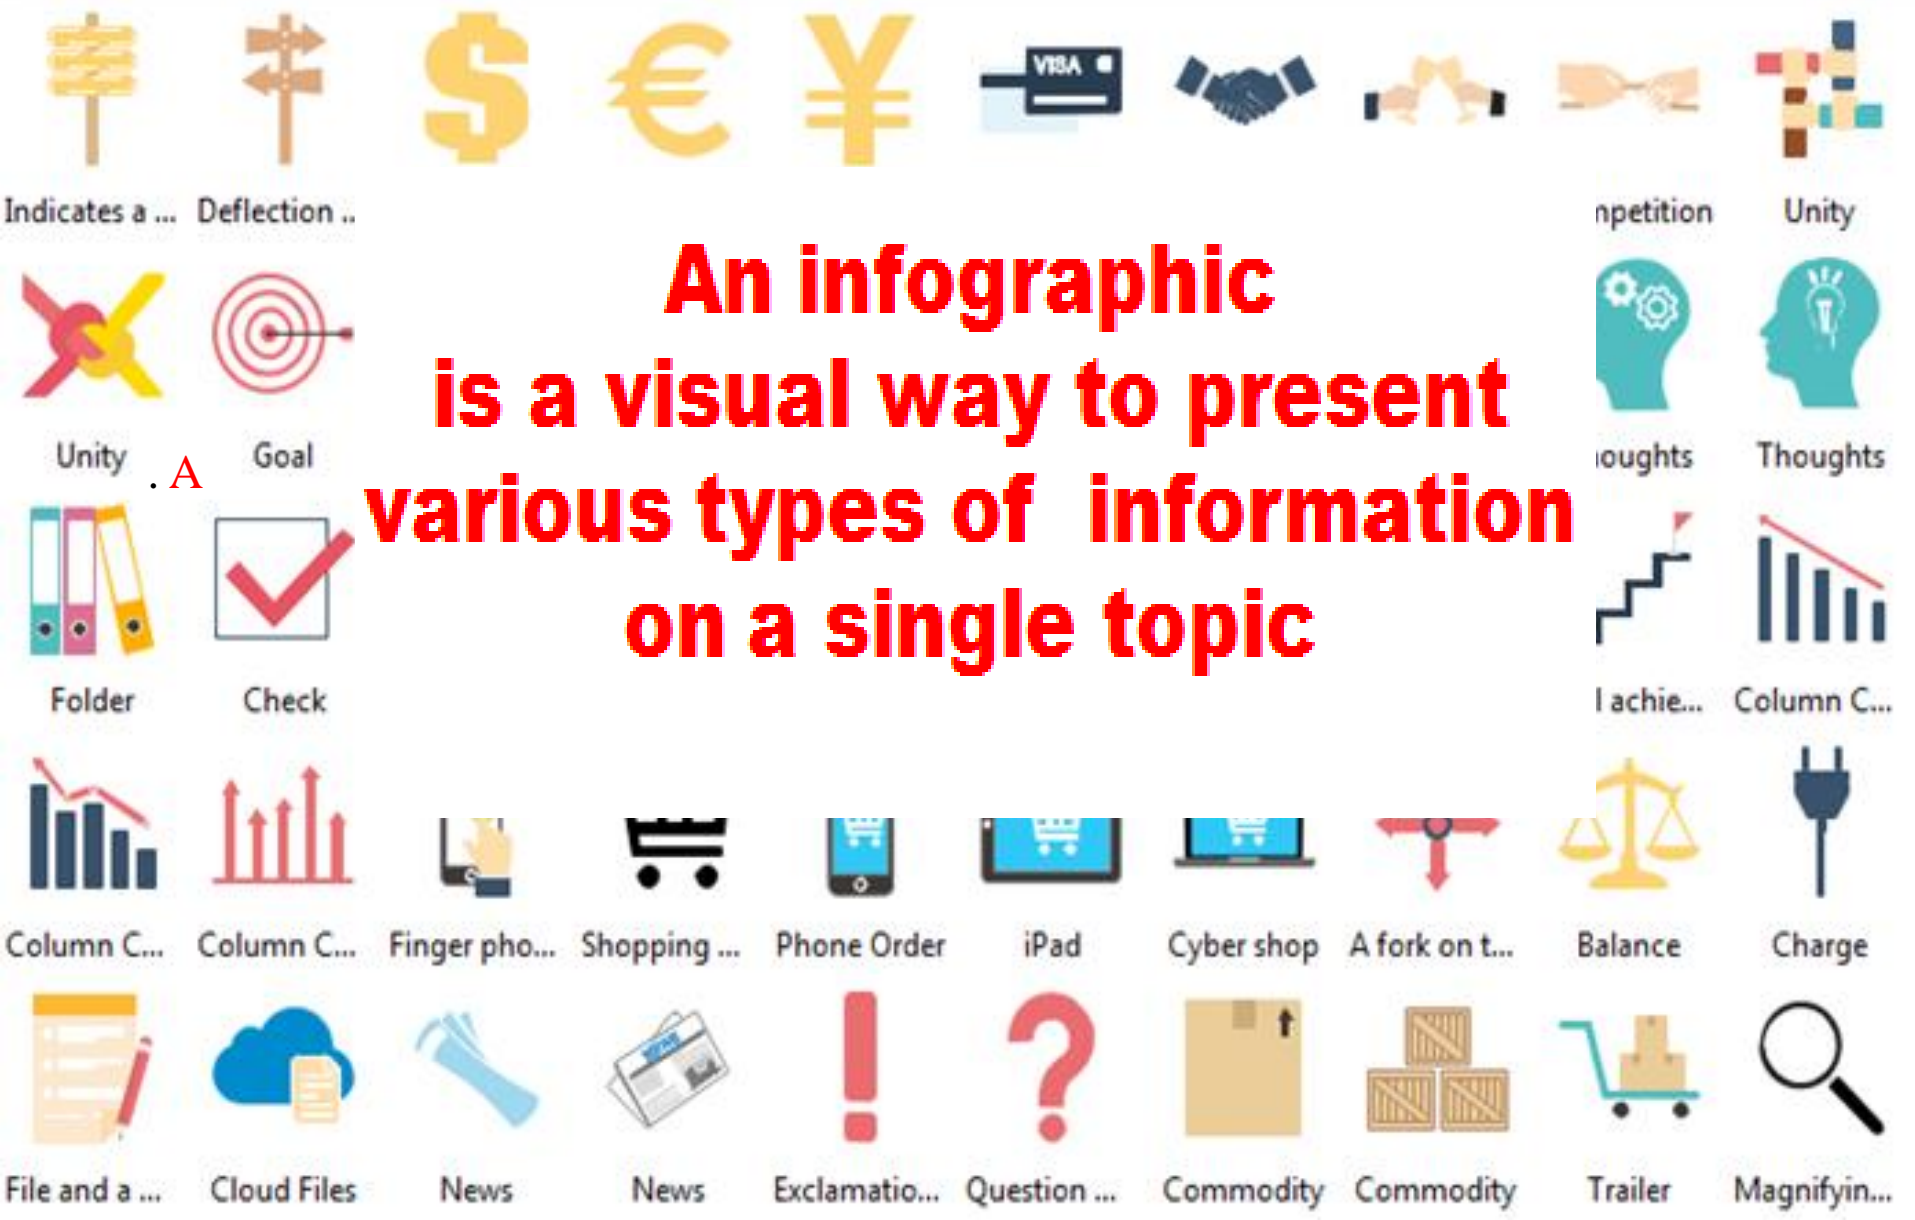 VISA
Indicates a ... Deflection .. mpetition Unity
An infographic
is a visual way to present
various types of information
on a single topic
Unity Goal oughts Thoughts
. A
Folder Check l achie... Column C...
Column C... Column C... Finger pho... Shopping ... Phone Order iPad Cyber shop A fork on t... Balance Charge
File and a ... Cloud Files News News Exclamatio... Question ... Commodity Commodity Trailer Magnifyin...